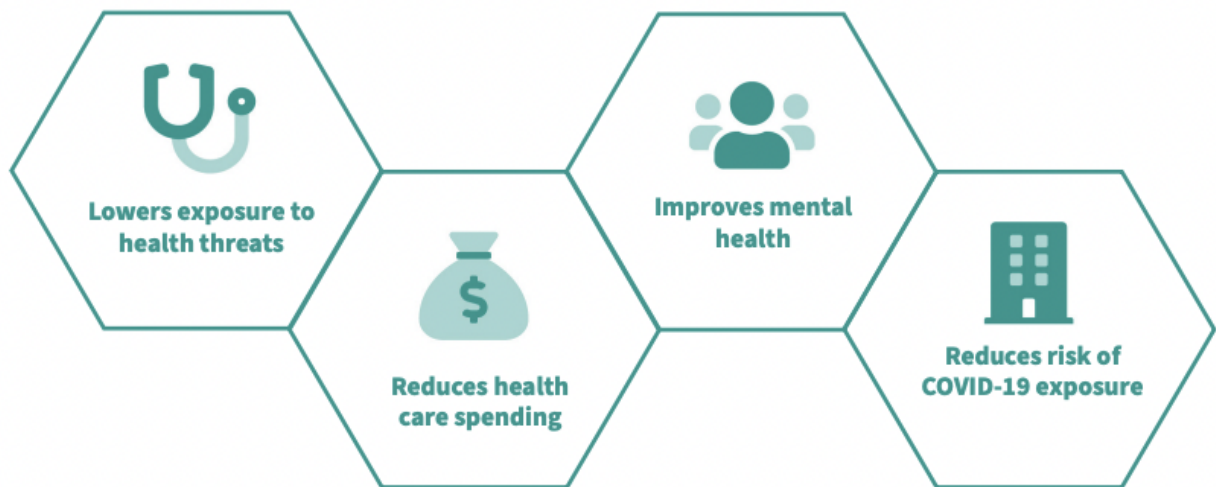 Lowers exposure to
health threats
$
Reduces health
care spending
Improves mental
health
Reduces risk of
COVID-19 exposure